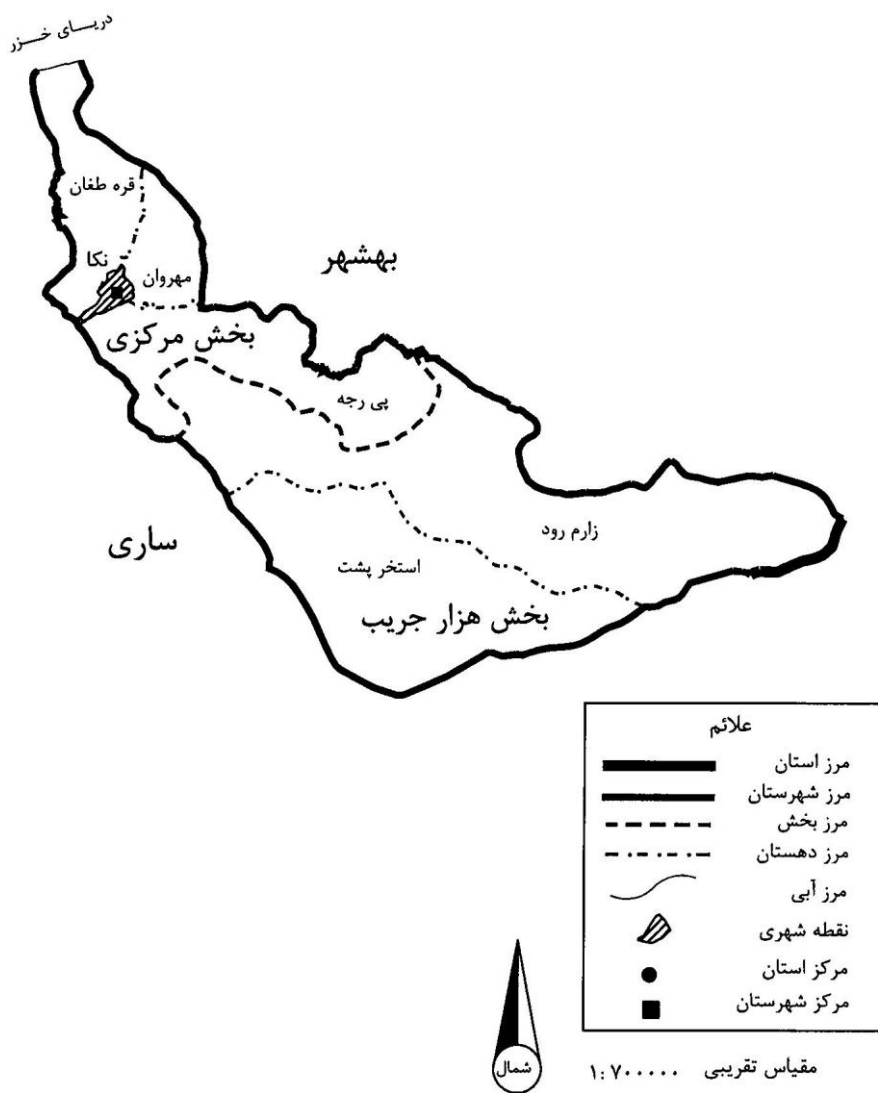 دریـــای خـــــزر
قره طغان
بهشهر
نکا
مهروان
بخش مرکزی
پی رجه
زارم رود
ساری
استخر پشت
بخش هزار جریب
علائم
مرز استان
مرز شهرستان
مرز بخش
مرز دهستان
مرز آبی
نقطه شهری
مرکز استان
مرکز شهرستان
شمال
مقیاس تقریبی ۱:۷۰۰۰۰۰